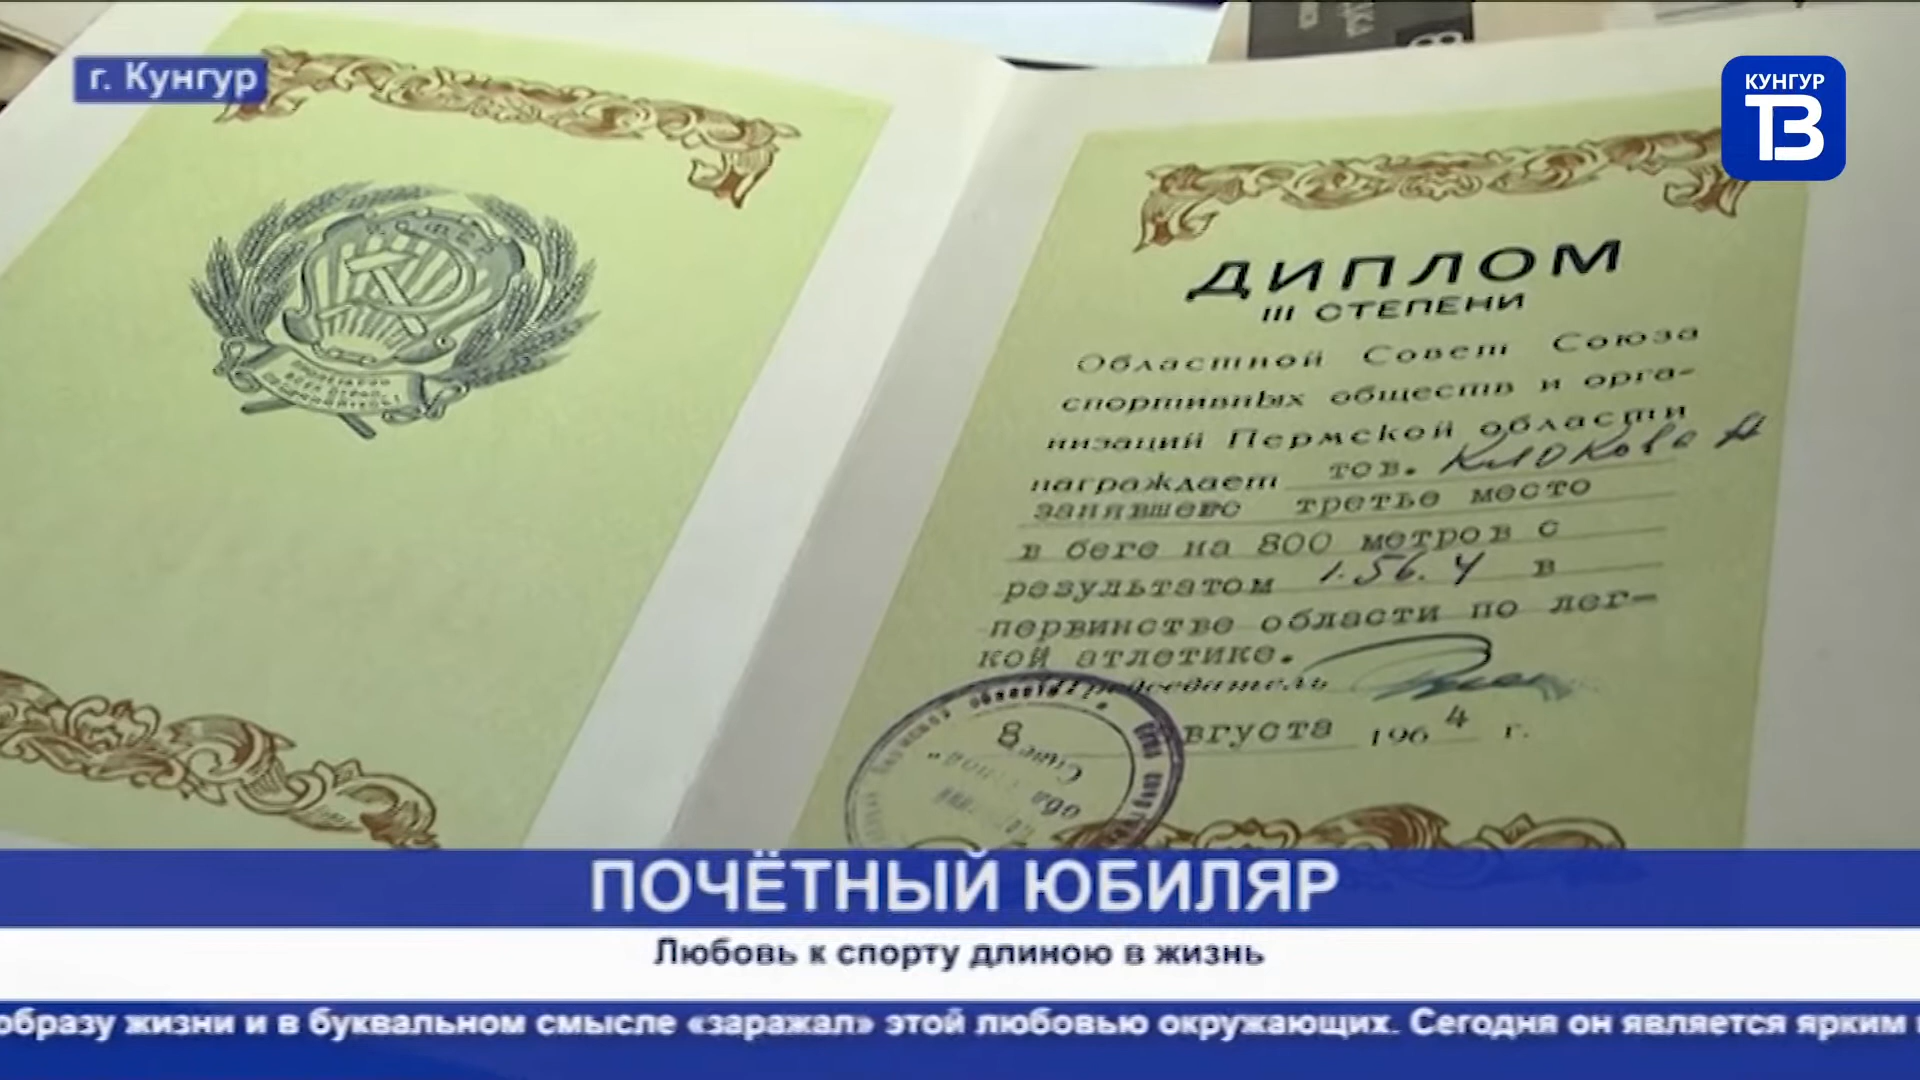 г. Кунгур
КУНГУР
ТВ
ДИПЛОМ
III СТЕПЕНИ
Областной Совет Союза
спортивных обществ и орга-
низаций Пермской области
награждает тов. Клюкова А
занявшего третье место
в беге на 800 метров с
результатом 1.56.4 в
первинстве области по лег-
кой атлетике.
Председатель
8
августа 1964 г.
ПОЧЁТНЫЙ ЮБИЛЯР
Любовь к спорту длиною в жизнь
образу жизни и в буквальном смысле «заражал» этой любовью окружающих. Сегодня он является ярким